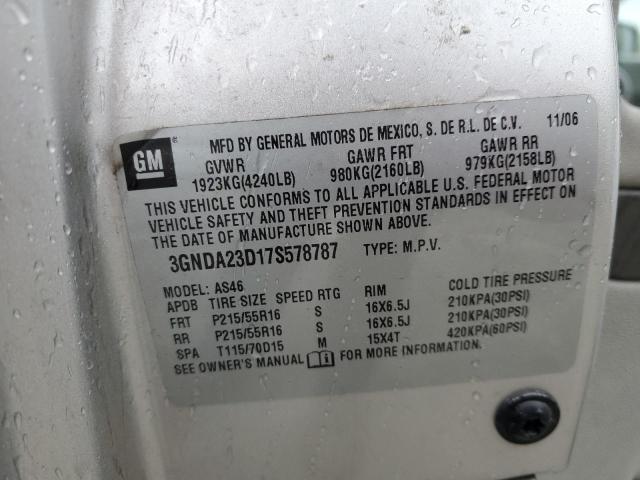 GM
MFD BY GENERAL MOTORS DE MEXICO, S. DE R.L. DE C.V. 11/06
GVWR GAWR FRT GAWR RR
1923KG(4240LB) 980KG(2160LB) 979KG(2158LB)
THIS VEHICLE CONFORMS TO ALL APPLICABLE U.S. FEDERAL MOTOR
VEHICLE SAFETY AND THEFT PREVENTION STANDARDS IN EFFECT ON
THE DATE OF MANUFACTURE SHOWN ABOVE.
3GNDA23D17S578787 TYPE: M.P.V.
MODEL: AS46
APDB TIRE SIZE SPEED RTG RIM COLD TIRE PRESSURE
FRT P215/55R16 S 16X6.5J 210KPA(30PSI)
RR P215/55R16 S 16X6.5J 210KPA(30PSI)
SPA T115/70D15 M 15X4T 420KPA(60PSI)
SEE OWNER'S MANUAL FOR MORE INFORMATION.